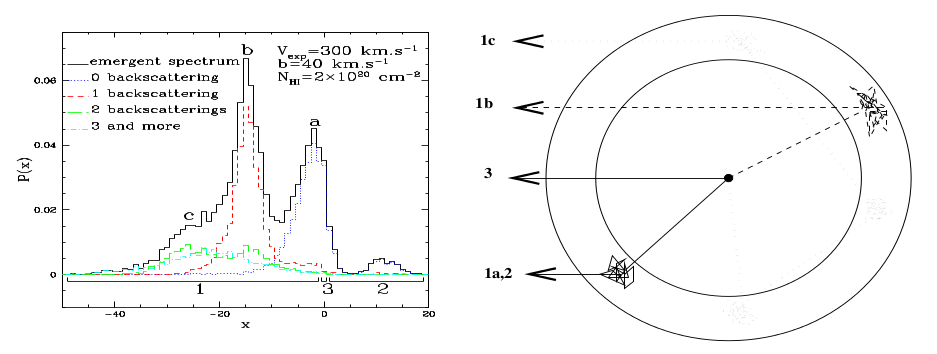 V_exp=300 km.s⁻¹
b=40 km.s⁻¹
N_HI=2×10²⁰ cm⁻²
emergent spectrum
0 backscattering
1 backscattering
2 backscatterings
3 and more
b
a
c
P(x)
0.06
0.04
0.02
0
1
3
2
-40
-20
0
20
x
1c
1b
3
1a,2